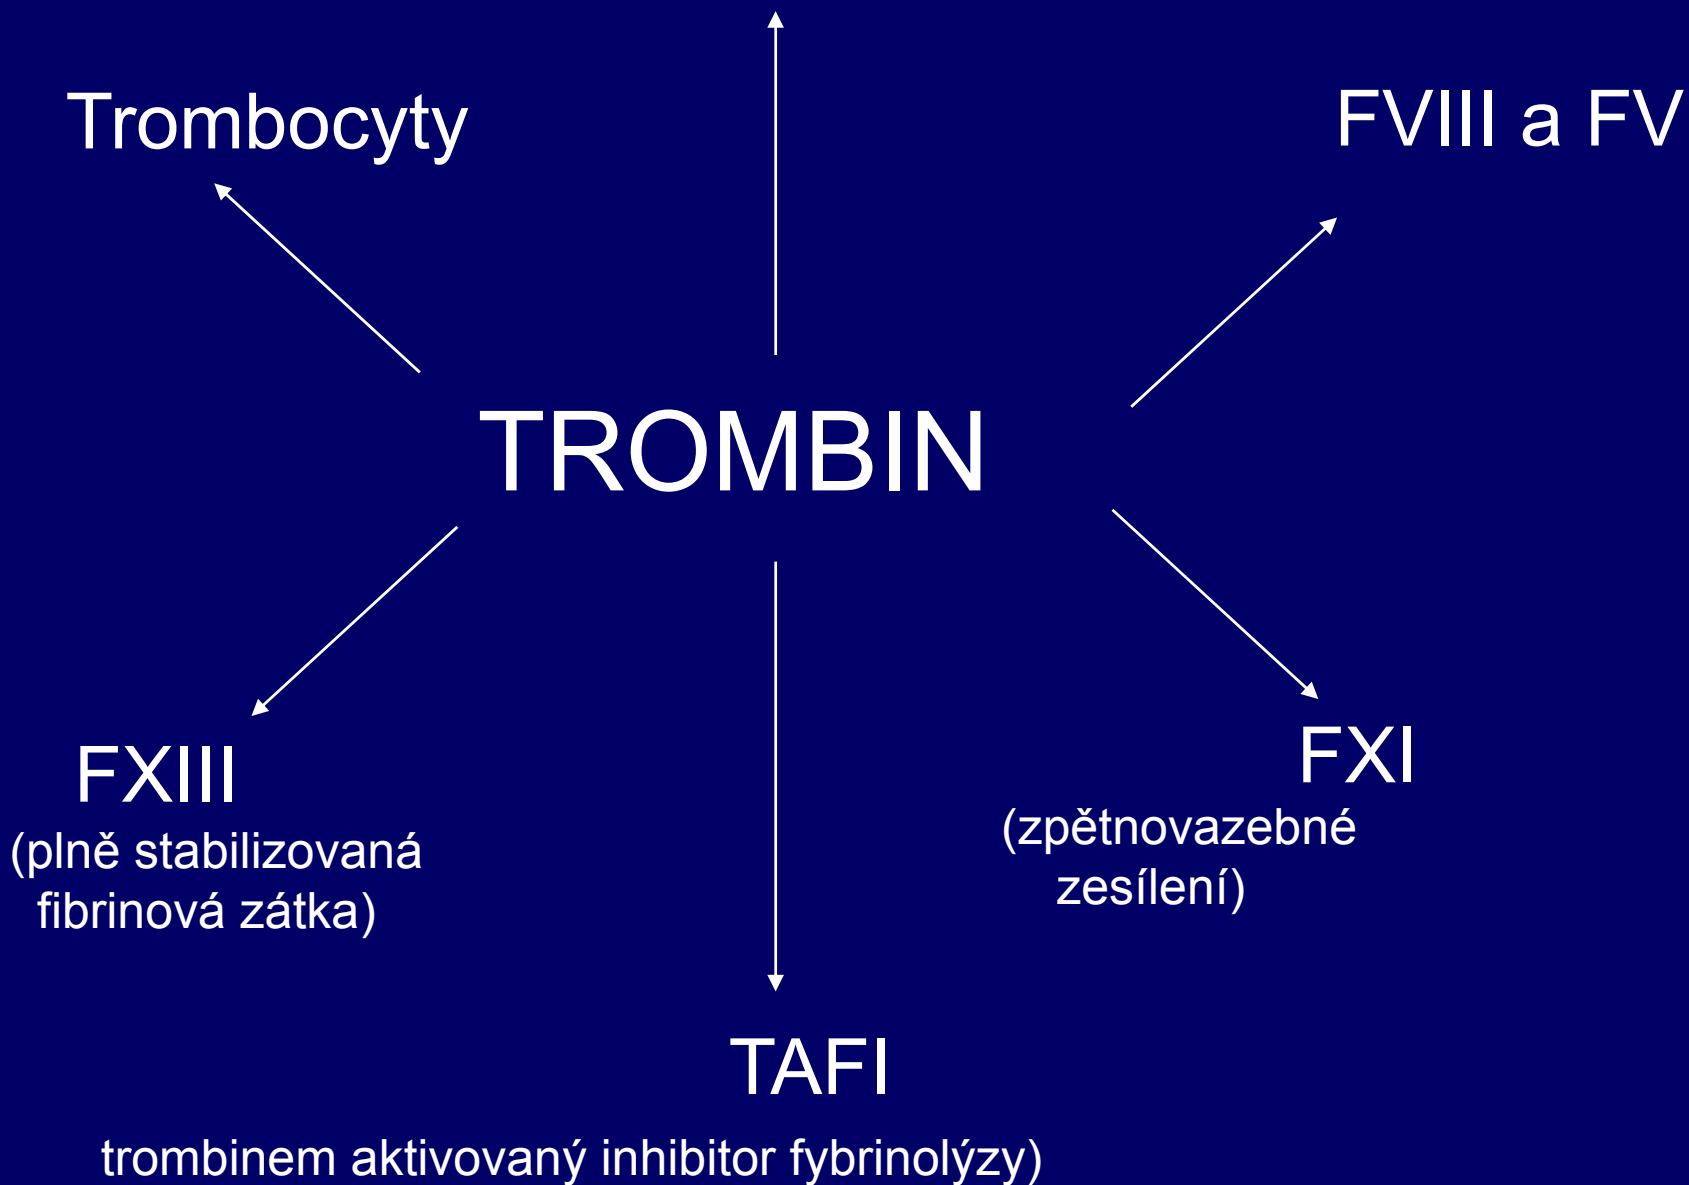 Trombocyty
FVIII a FV
TROMBIN
FXIII
(plně stabilizovaná
fibrinová zátka)
FXI
(zpětnovazebné
zesílení)
TAFI
trombinem aktivovaný inhibitor fybrinolýzy)